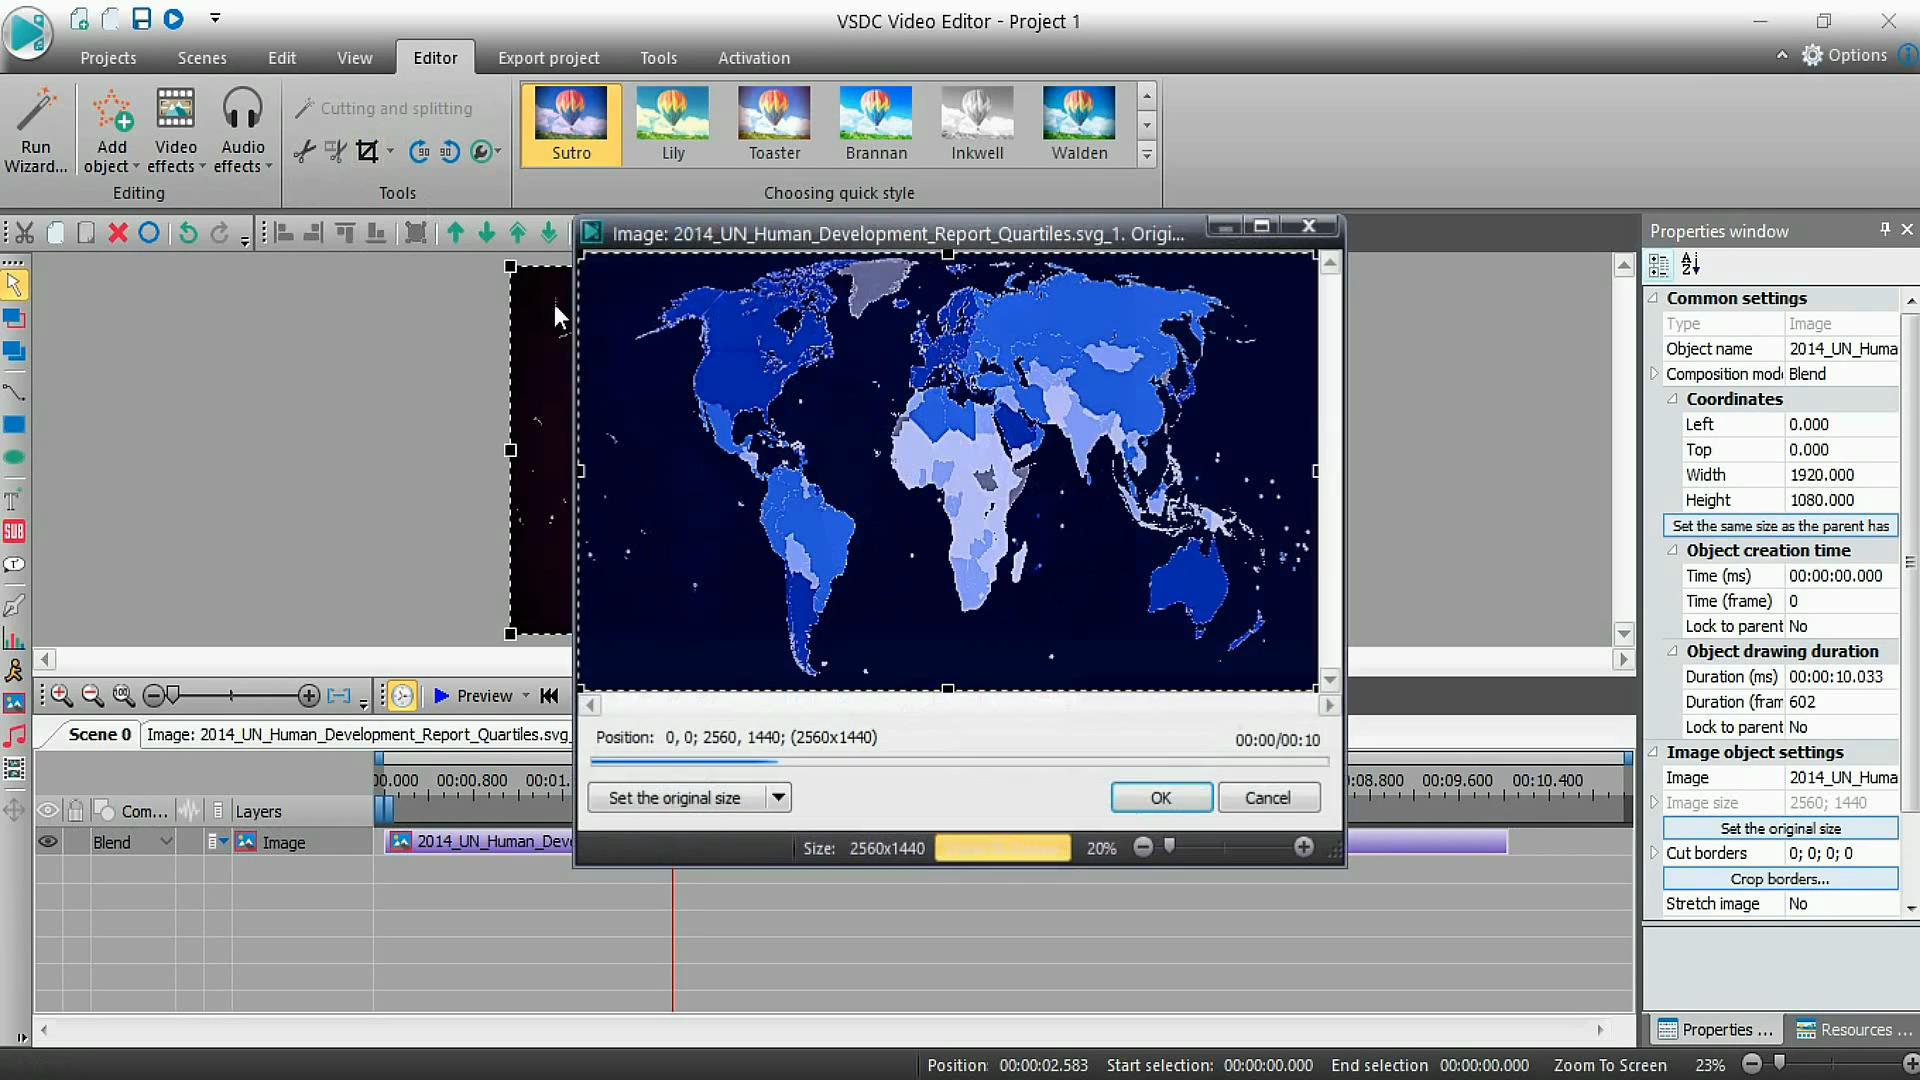 VSDC Video Editor - Project 1
Projects
Scenes
Edit
View
Editor
Export project
Tools
Activation
Options
Run
Wizard...
Add
object
Video
effects
Audio
effects
Editing
Cutting and splitting
Tools
Sutro
Lily
Toaster
Brannan
Inkwell
Walden
Choosing quick style
Image: 2014_UN_Human_Development_Report_Quartiles.svg_1. Origi...
Position: 0, 0; 2560, 1440; (2560x1440)
00:00/00:10
Set the original size
OK
Cancel
Size: 2560x1440
20%
SUB
T
Preview
Scene 0
Image: 2014_UN_Human_Development_Report_Quartiles.svg_
00.000
00:00.800
00:01.
0:08.800
00:09.600
00:10.400
Com...
Layers
Blend
Image
2014_UN_Human_Deve
Properties window
Common settings
Type Image
Object name 2014_UN_Huma
Composition mode Blend
Coordinates
Left 0.000
Top 0.000
Width 1920.000
Height 1080.000
Set the same size as the parent has
Object creation time
Time (ms) 00:00:00.000
Time (frame) 0
Lock to parent No
Object drawing duration
Duration (ms) 00:00:10.033
Duration (fram 602
Lock to parent No
Image object settings
Image 2014_UN_Huma
Image size 2560; 1440
Set the original size
Cut borders 0; 0; 0; 0
Crop borders...
Stretch image No
Properties ...
Resources ...
Position: 00:00:02.583
Start selection: 00:00:00.000
End selection 00:00:00.000
Zoom To Screen
23%